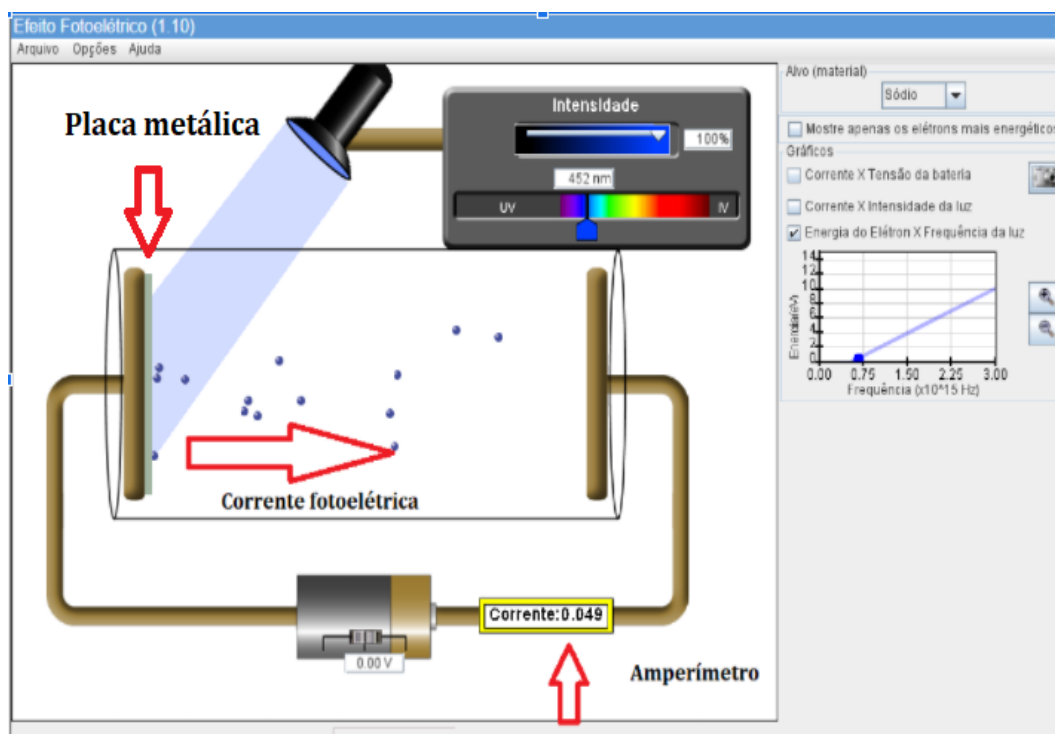 Efeito Fotoelétrico (1.10)
Arquivo Opções Ajuda
Placa metálica
Intensidade
100%
452 nm
UV
IV
Corrente fotoelétrica
Corrente:0.049
0.00 V
Amperímetro
Alvo (material)
Sódio
Mostre apenas os elétrons mais energéticos
Gráficos
Corrente X Tensão da bateria
Corrente X Intensidade da luz
Energia do Elétron X Frequência da luz
Energia(eV)
14
12
10
8
6
4
2
0
0.00 0.75 1.50 2.25 3.00
Frequência (x10^15 Hz)